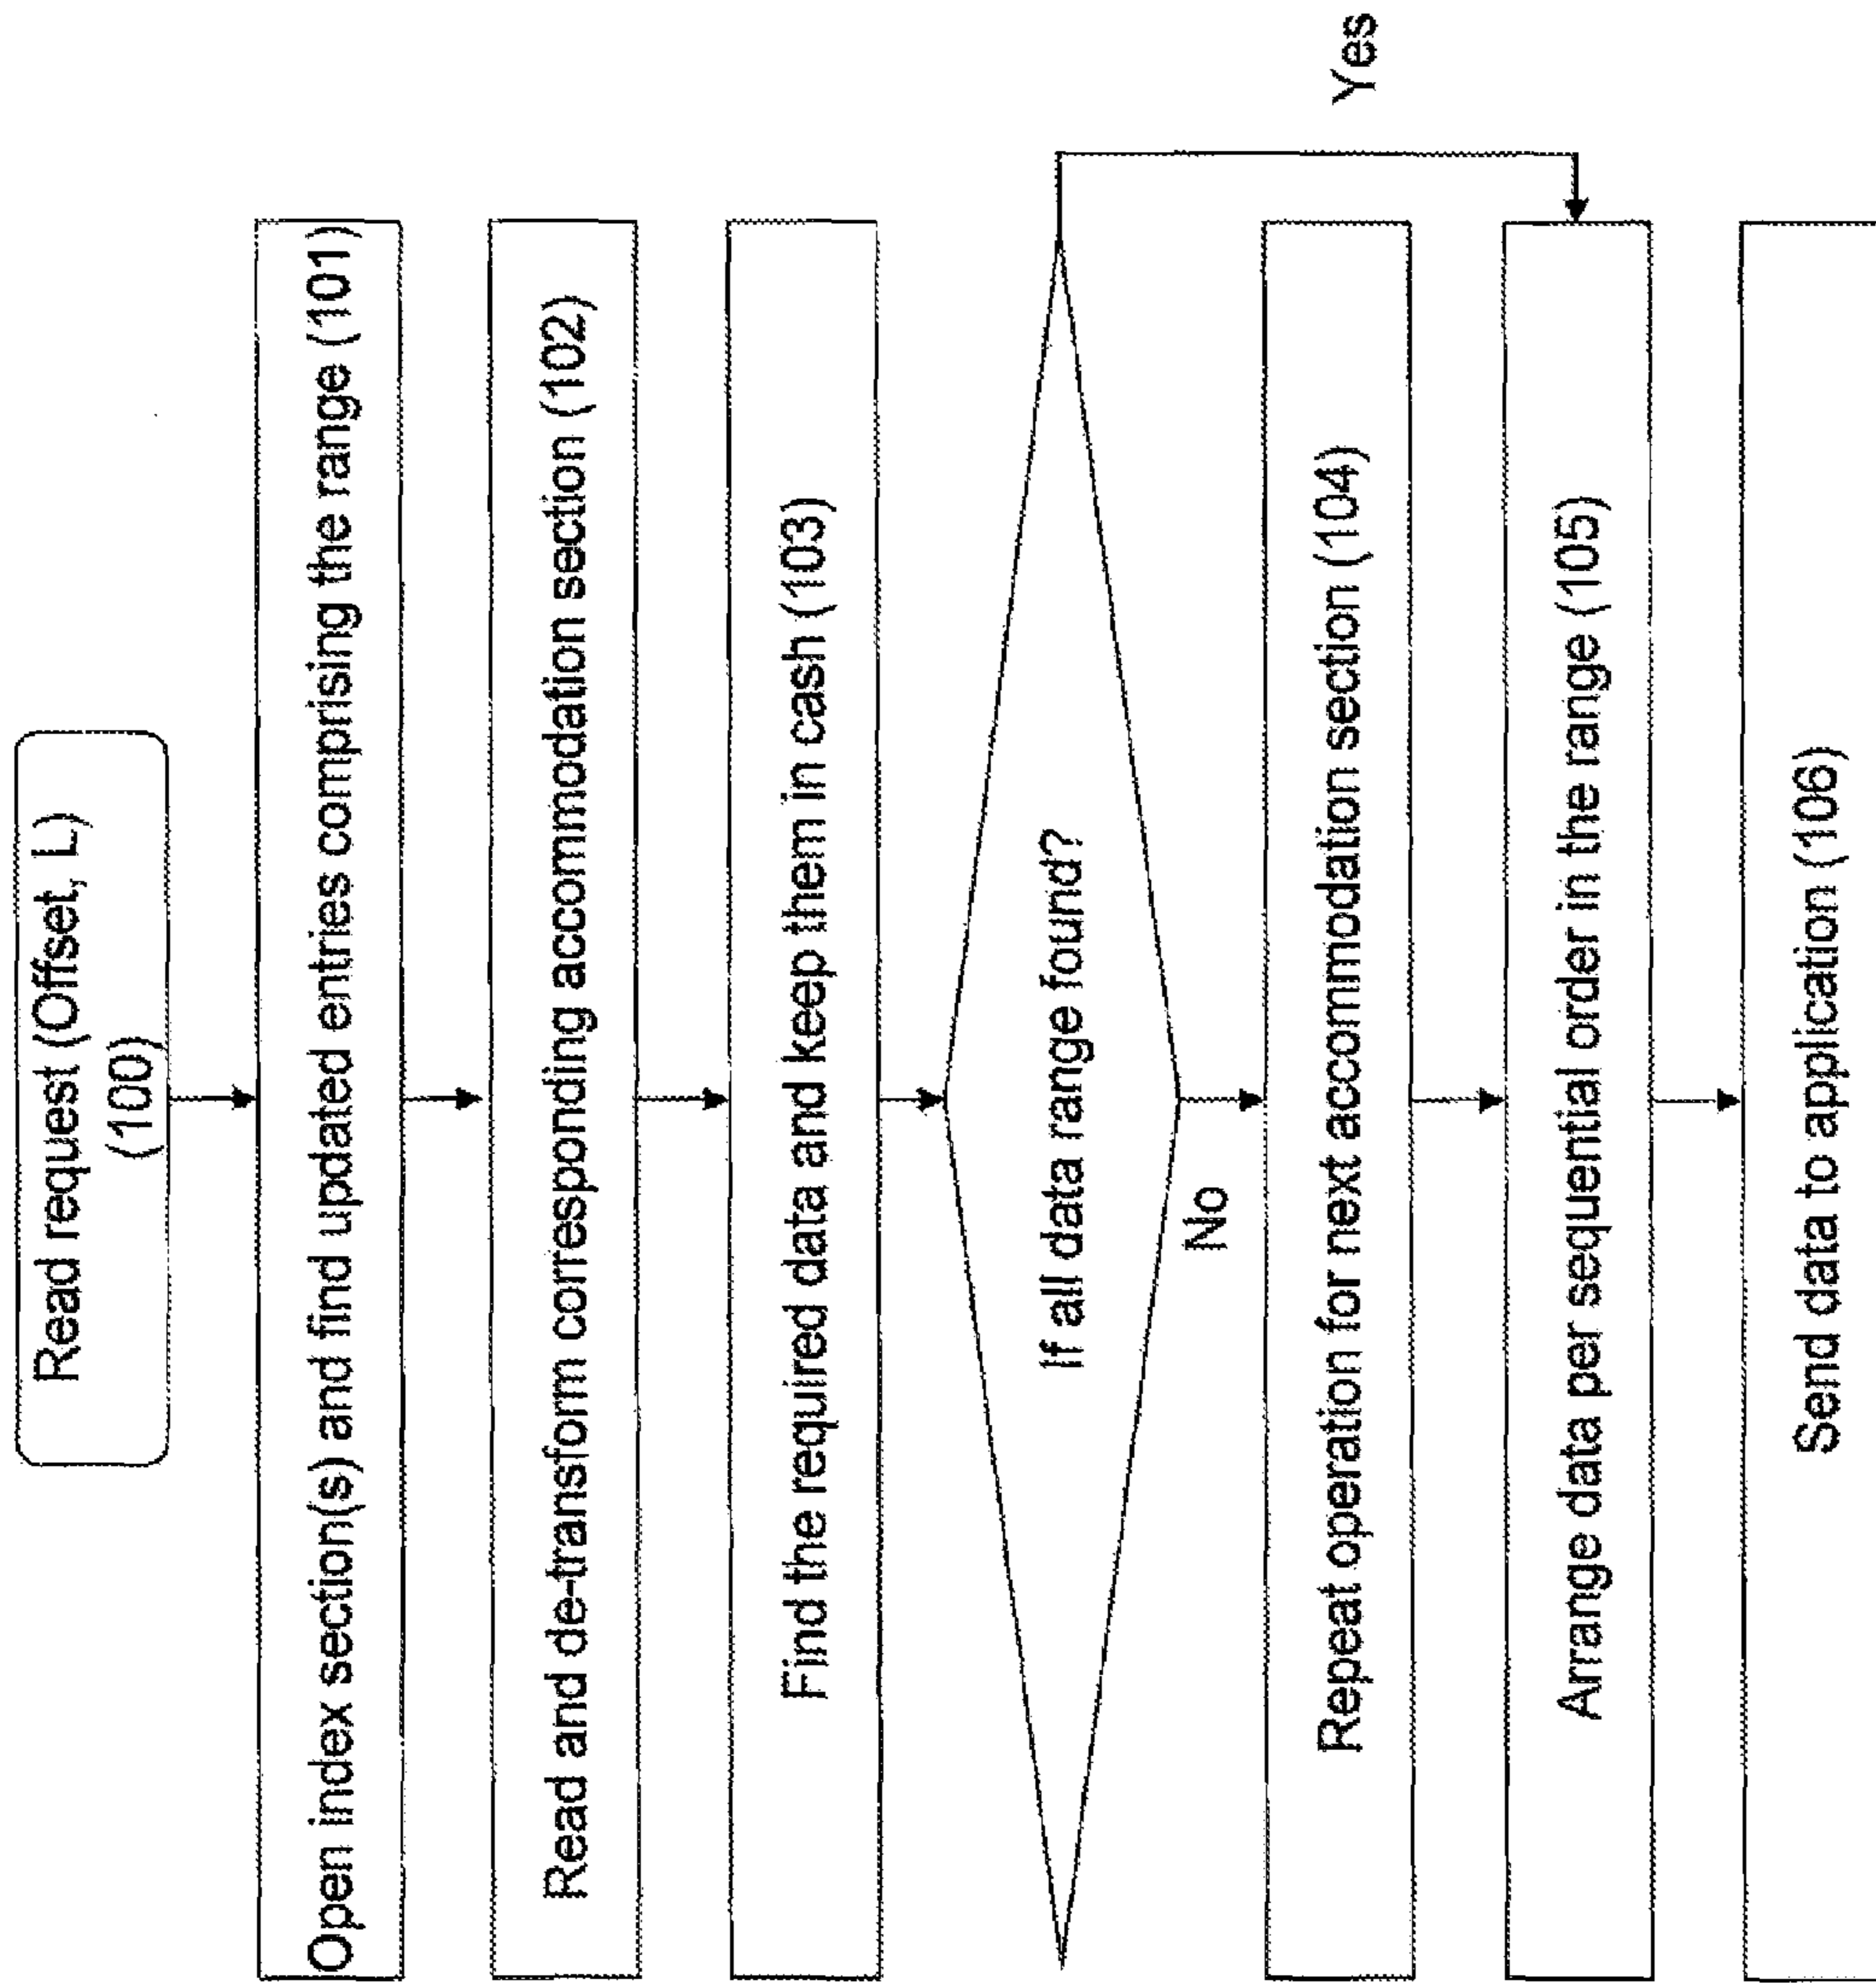 Read request (Offset, L)
(100)
Open index section(s) and find updated entries comprising the range (101)
Read and de-transform corresponding accommodation section (102)
Find the required data and keep them in cash (103)
If all data range found?
Yes
No
Repeat operation for next accommodation section (104)
Arrange data per sequential order in the range (105)
Send data to application (106)